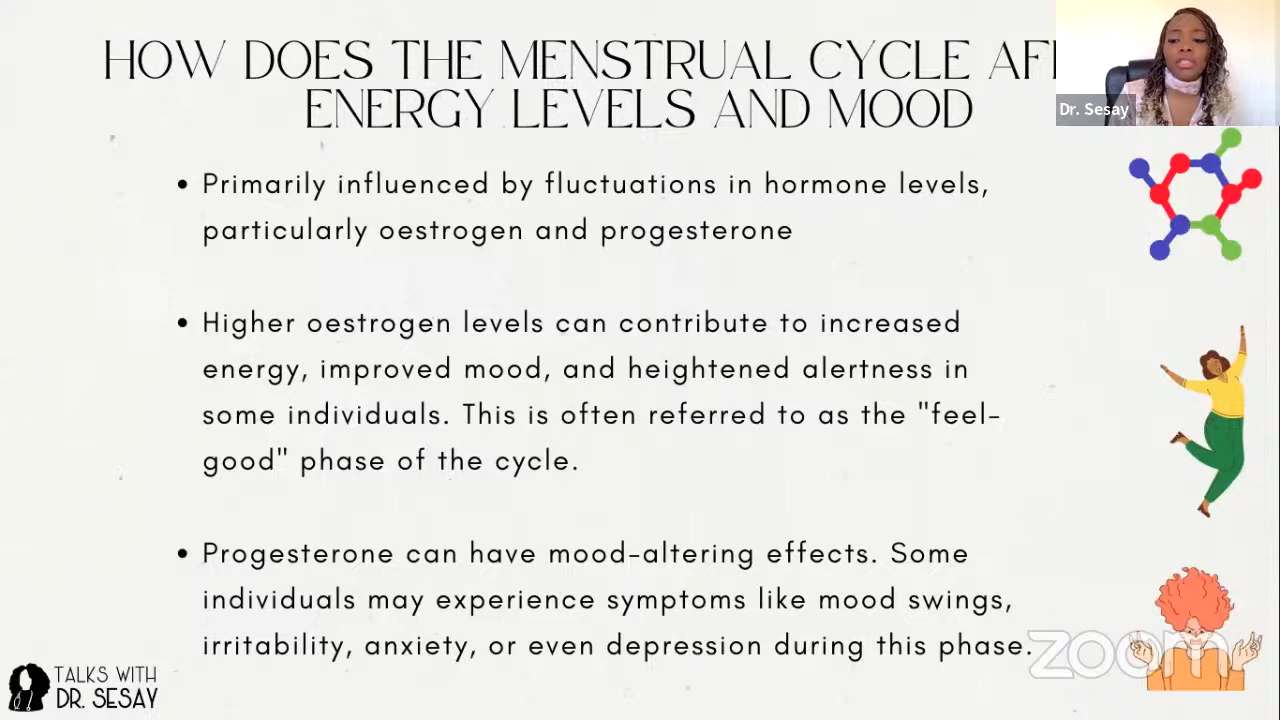 HOW DOES THE MENSTRUAL CYCLE AF
ENERGY LEVELS AND MOOD
Dr. Sesay
• Primarily influenced by fluctuations in hormone levels,
particularly oestrogen and progesterone
• Higher oestrogen levels can contribute to increased
energy, improved mood, and heightened alertness in
some individuals. This is often referred to as the "feel-
good" phase of the cycle.
• Progesterone can have mood-altering effects. Some
individuals may experience symptoms like mood swings,
irritability, anxiety, or even depression during this phase.
zoom
TALKS WITH
DR. SESAY